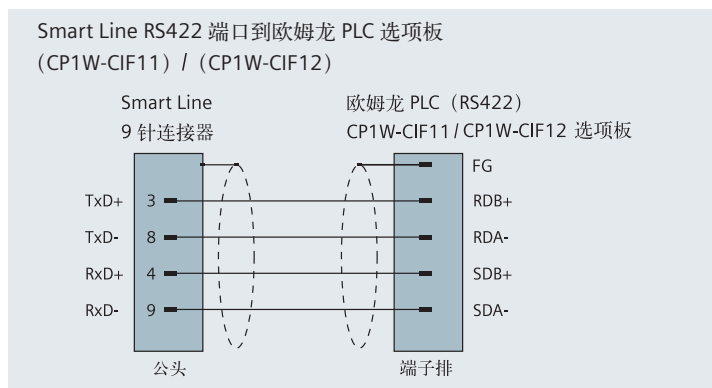 Smart Line RS422 端口到欧姆龙 PLC 选项板
(CP1W-CIF11) / (CP1W-CIF12)
Smart Line
9 针连接器
欧姆龙 PLC (RS422)
CP1W-CIF11 / CP1W-CIF12 选项板
FG
TxD+ 3 RDB+
TxD- 8 RDA-
RxD+ 4 SDB+
RxD- 9 SDA-
公头 端子排